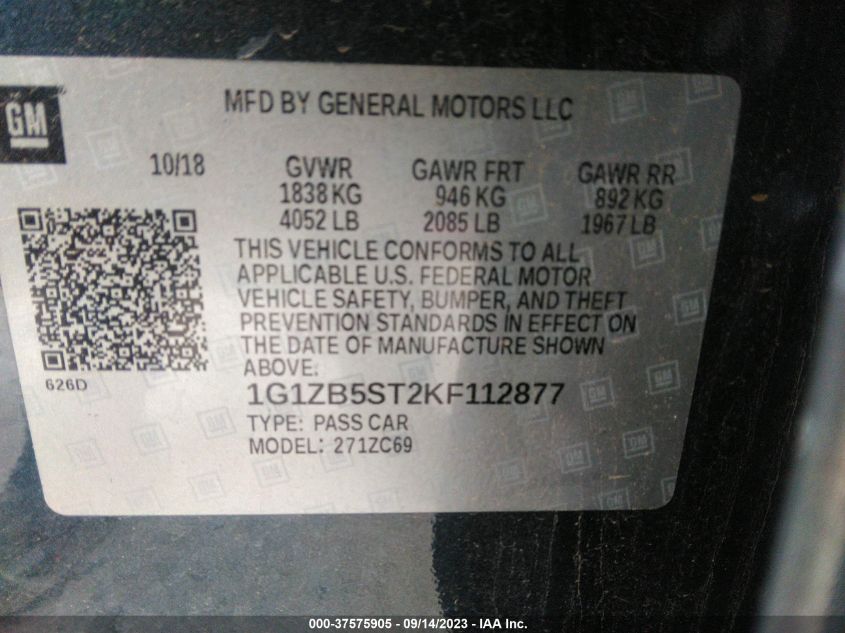 GM
MFD BY GENERAL MOTORS LLC
10/18 GVWR GAWR FRT GAWR RR
1838 KG 946 KG 892 KG
4052 LB 2085 LB 1967 LB
THIS VEHICLE CONFORMS TO ALL
APPLICABLE U.S. FEDERAL MOTOR
VEHICLE SAFETY, BUMPER, AND THEFT
PREVENTION STANDARDS IN EFFECT ON
THE DATE OF MANUFACTURE SHOWN
ABOVE.
626D
1G1ZB5ST2KF112877
TYPE: PASS CAR
MODEL: 271ZC69
000-37575905 - 09/14/2023 - IAA Inc.